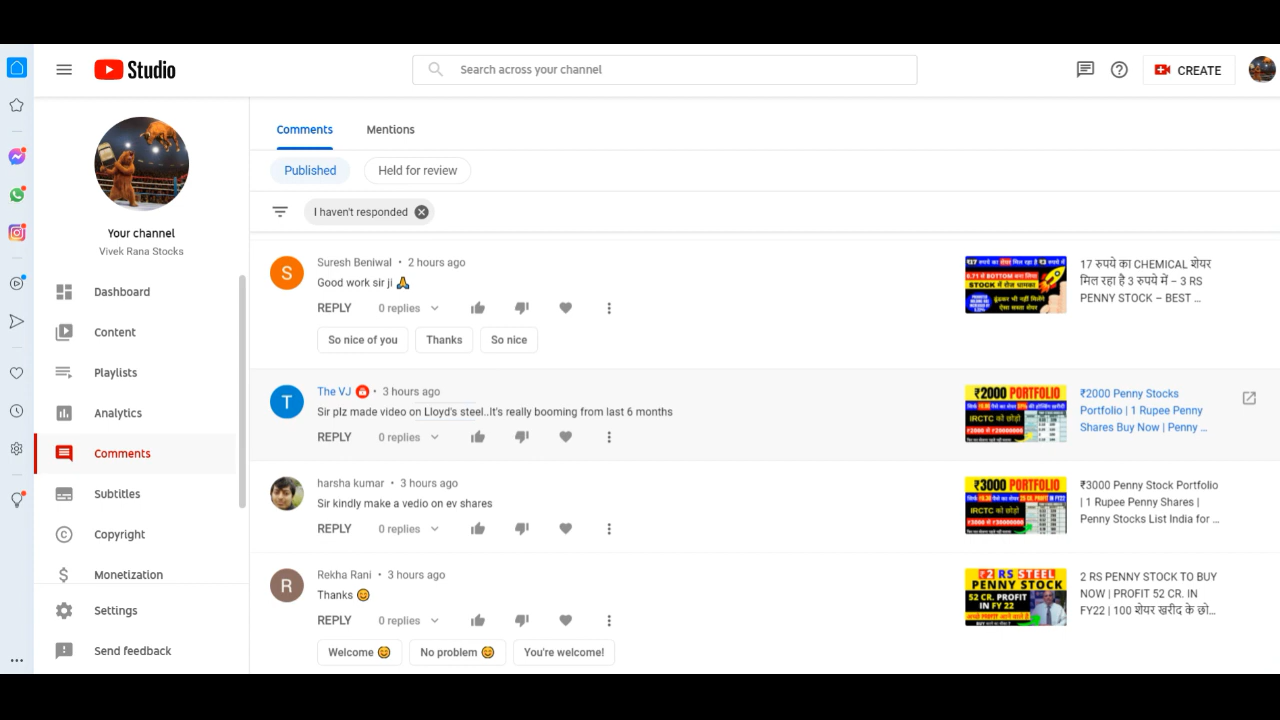 Studio
Search across your channel
CREATE
Your channel
Vivek Rana Stocks
Dashboard
Content
Playlists
Analytics
Comments
Subtitles
Copyright
Monetization
Settings
Send feedback
Comments Mentions
Published Held for review
I haven't responded
Suresh Beniwal • 2 hours ago
Good work sir ji 🙏
REPLY 0 replies
So nice of you Thanks So nice
17 रुपये का CHEMICAL शेयर
मिल रहा है 3 रुपये में – 3 RS
PENNY STOCK – BEST ...
The VJ • 3 hours ago
Sir plz made video on Lloyd's steel..It's really booming from last 6 months
REPLY 0 replies
₹2000 PORTFOLIO
IRCTC को छोड़ो
₹2000 Penny Stocks
Portfolio | 1 Rupee Penny
Shares Buy Now | Penny ...
harsha kumar • 3 hours ago
Sir kindly make a vedio on ev shares
REPLY 0 replies
₹3000 PORTFOLIO
IRCTC को छोड़ो
₹3000 Penny Stock Portfolio
| 1 Rupee Penny Shares |
Penny Stocks List India for ...
Rekha Rani • 3 hours ago
Thanks 😊
REPLY 0 replies
Welcome 😊 No problem 😊 You're welcome!
₹2 RS STEEL
PENNY STOCK
52 CR. PROFIT
IN FY 22
2 RS PENNY STOCK TO BUY
NOW | PROFIT 52 CR. IN
FY22 | 100 शेयर खरीद के छो...